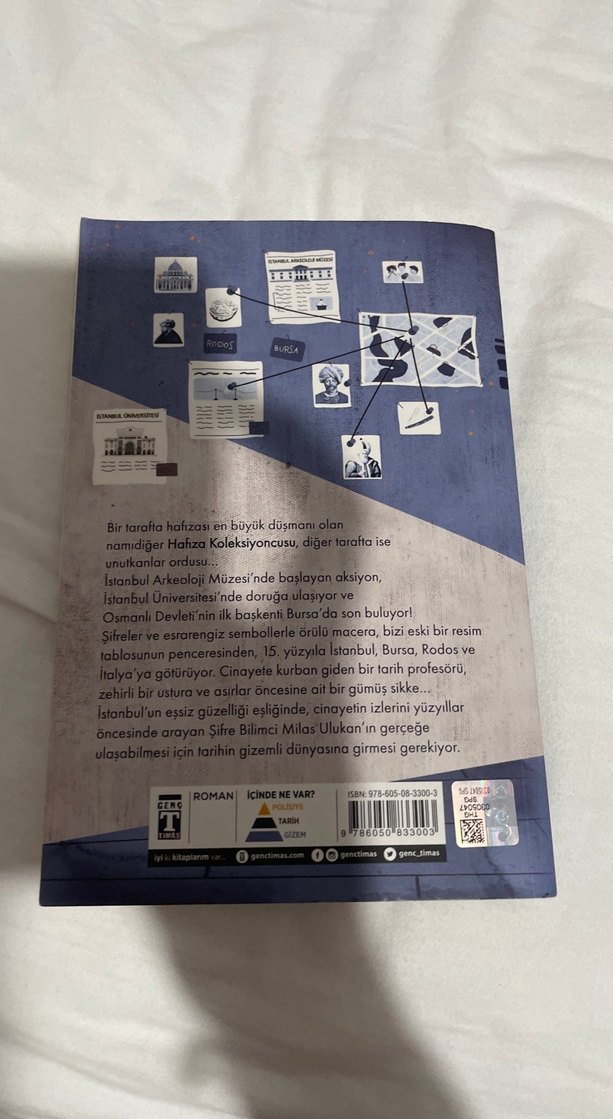 İSTANBUL ARKEOLOJİ MÜZESİ
RODOS
BURSA
İSTANBUL ÜNİVERSİTESİ
Bir tarafta hafızası en büyük düşmanı olan
namıdiğer Hafıza Koleksiyoncusu, diğer tarafta ise
unutkanlar ordusu...
İstanbul Arkeoloji Müzesi'nde başlayan aksiyon,
İstanbul Üniversitesi'nde doruğa ulaşıyor ve
Osmanlı Devleti'nin ilk başkenti Bursa'da son buluyor!
Şifreler ve esrarengiz sembollerle örülü macera, bizi eski bir resim
tablosunun penceresinden, 15. yüzyıla İstanbul, Bursa, Rodos ve
İtalya'ya götürüyor. Cinayete kurban giden bir tarih profesörü,
zehirli bir ustura ve asırlar öncesine ait bir gümüş sikke...
İstanbul'un eşsiz güzelliği eşliğinde, cinayetin izlerini yüzyıllar
öncesinde arayan Şifre Bilimci Milas Ulukan'ın gerçeğe
ulaşabilmesi için tarihin gizemli dünyasına girmesi gerekiyor.
GENÇ
TİMAŞ
ROMAN
İÇİNDE NE VAR?
POLİSİYE
TARİH
GİZEM
ISBN: 978-605-08-3300-3
9 786050 833003
THG
0305047
SPG
0305047 SPG
iyi ki kitaplarım var..
genctimas.com
genctimas
genc_timas